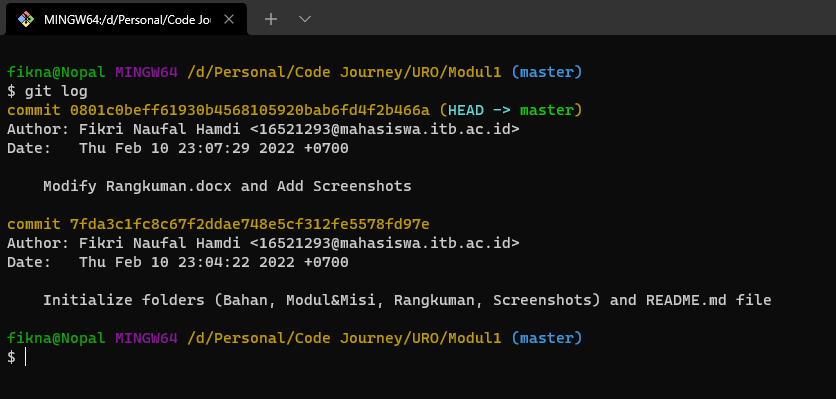 MINGW64:/d/Personal/Code Jo
fikna@Nopal MINGW64 /d/Personal/Code Journey/URO/Modul1 (master)
$ git log
commit 0801c0beff61930b4568105920bab6fd4f2b466a (HEAD -> master)
Author: Fikri Naufal Hamdi <16521293@mahasiswa.itb.ac.id>
Date:   Thu Feb 10 23:07:29 2022 +0700
    Modify Rangkuman.docx and Add Screenshots
commit 7fda3c1fc8c67f2ddae748e5cf312fe5578fd97e
Author: Fikri Naufal Hamdi <16521293@mahasiswa.itb.ac.id>
Date:   Thu Feb 10 23:04:22 2022 +0700
    Initialize folders (Bahan, Modul&Misi, Rangkuman, Screenshots) and README.md file
fikna@Nopal MINGW64 /d/Personal/Code Journey/URO/Modul1 (master)
$